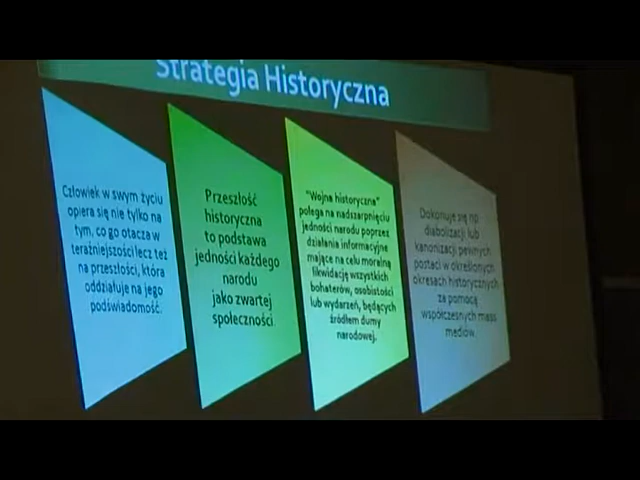 Strategia Historyczna
Człowiek w swym życiu
opiera się nie tylko na
tym, co go otacza w
teraźniejszości lecz też
na przeszłości, która
oddziałuje na jego
podświadomość.
Przeszłość
historyczna
to podstawa
jedności każdego
narodu
jako zwartej
społeczności.
"Wojna historyczna"
polega na nadszarpnięciu
jedności narodu poprzez
działania informacyjne
mające na celu moralną
likwidację wszystkich
bohaterów, osobistości
lub wydarzeń, będących
źródłem dumy
narodowej.
Dokonuje się np
diabolizacji lub
kanonizacji pewnych
postaci w określonych
okresach historycznych
za pomocą
współczesnych mass
mediów.